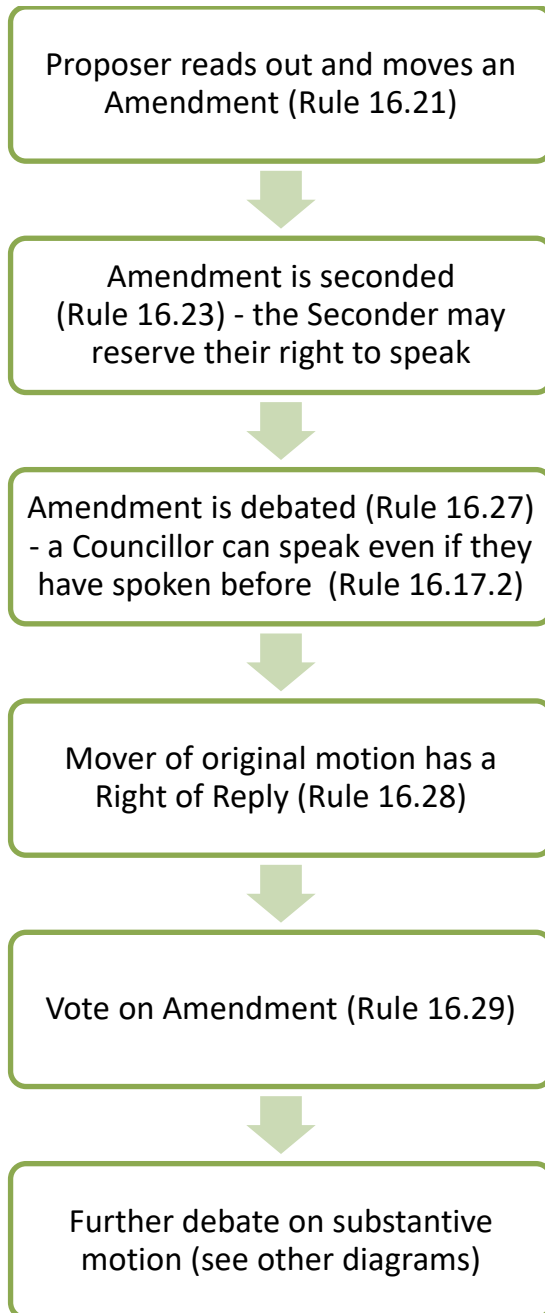 Proposer reads out and moves an
Amendment (Rule 16.21)
Amendment is seconded
(Rule 16.23) - the Seconder may
reserve their right to speak
Amendment is debated (Rule 16.27)
- a Councillor can speak even if they
have spoken before  (Rule 16.17.2)
Mover of original motion has a
Right of Reply (Rule 16.28)
Vote on Amendment (Rule 16.29)
Further debate on substantive
motion (see other diagrams)